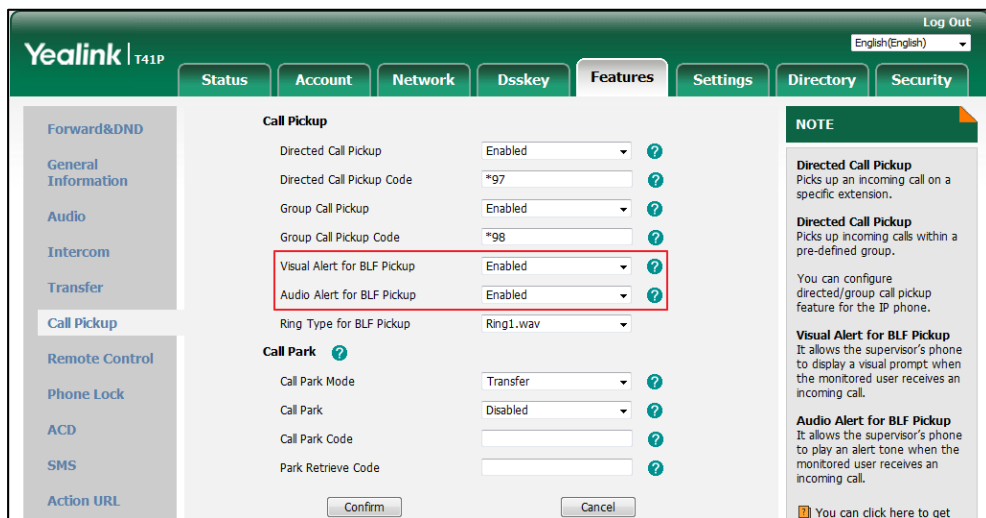 Log Out
English(English)
Yealink | T41P
Status
Account
Network
Dsskey
Features
Settings
Directory
Security
Forward&DND
General
Information
Audio
Intercom
Transfer
Call Pickup
Remote Control
Phone Lock
ACD
SMS
Action URL
Call Pickup
Directed Call Pickup Enabled ?
Directed Call Pickup Code *97 ?
Group Call Pickup Enabled ?
Group Call Pickup Code *98 ?
Visual Alert for BLF Pickup Enabled ?
Audio Alert for BLF Pickup Enabled ?
Ring Type for BLF Pickup Ring1.wav
Call Park ?
Call Park Mode Transfer ?
Call Park Disabled ?
Call Park Code ?
Park Retrieve Code ?
Confirm Cancel
NOTE
Directed Call Pickup
Picks up an incoming call on a
specific extension.
Directed Call Pickup
Picks up incoming calls within a
pre-defined group.
You can configure
directed/group call pickup
feature for the IP phone.
Visual Alert for BLF Pickup
It allows the supervisor's phone
to display a visual prompt when
the monitored user receives an
incoming call.
Audio Alert for BLF Pickup
It allows the supervisor's phone
to play an alert tone when the
monitored user receives an
incoming call.
? You can click here to get